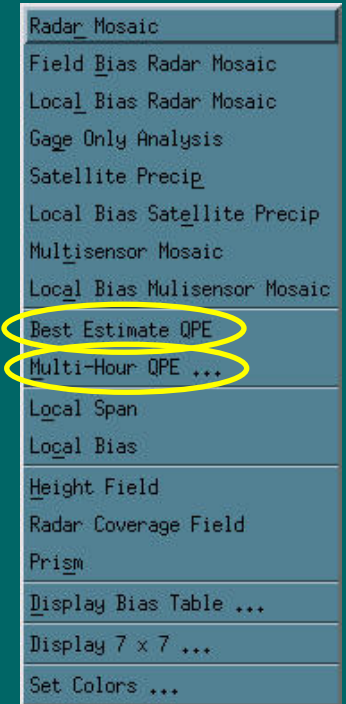 Radar Mosaic
Field Bias Radar Mosaic
Local Bias Radar Mosaic
Gage Only Analysis
Satellite Precip
Local Bias Satellite Precip
Multisensor Mosaic
Local Bias Mulisensor Mosaic
Best Estimate QPE
Multi-Hour QPE ...
Local Span
Local Bias
Height Field
Radar Coverage Field
Prism
Display Bias Table ...
Display 7 x 7 ...
Set Colors ...